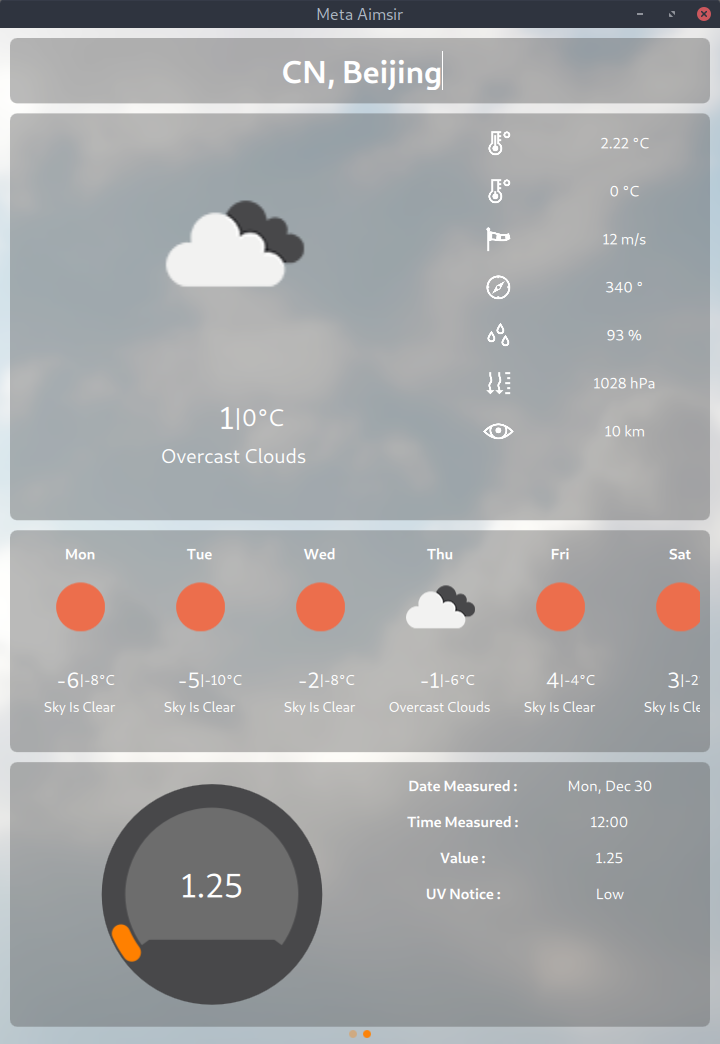 Meta Aimsir
CN, Beijing
2.22 °C
0 °C
12 m/s
340 °
93 %
1028 hPa
10 km
1|0°C
Overcast Clouds
Mon Tue Wed Thu Fri Sat
-6|-8°C -5|-10°C -2|-8°C -1|-6°C 4|-4°C 3|-2
Sky Is Clear Sky Is Clear Sky Is Clear Overcast Clouds Sky Is Clear Sky Is Cle
1.25
Date Measured : Mon, Dec 30
Time Measured : 12:00
Value : 1.25
UV Notice : Low